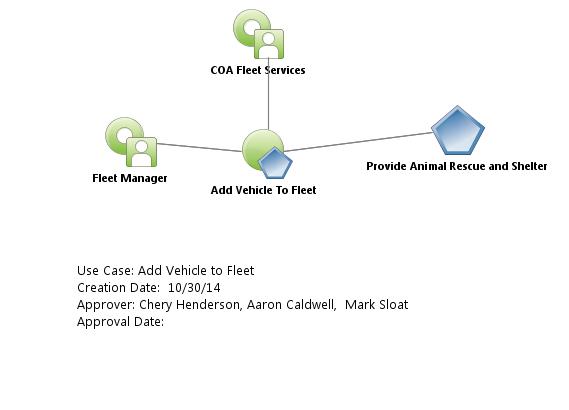 COA Fleet Services
Fleet Manager
Add Vehicle To Fleet
Provide Animal Rescue and Shelter
Use Case: Add Vehicle to Fleet
Creation Date:  10/30/14
Approver: Chery Henderson, Aaron Caldwell,  Mark Sloat
Approval Date: